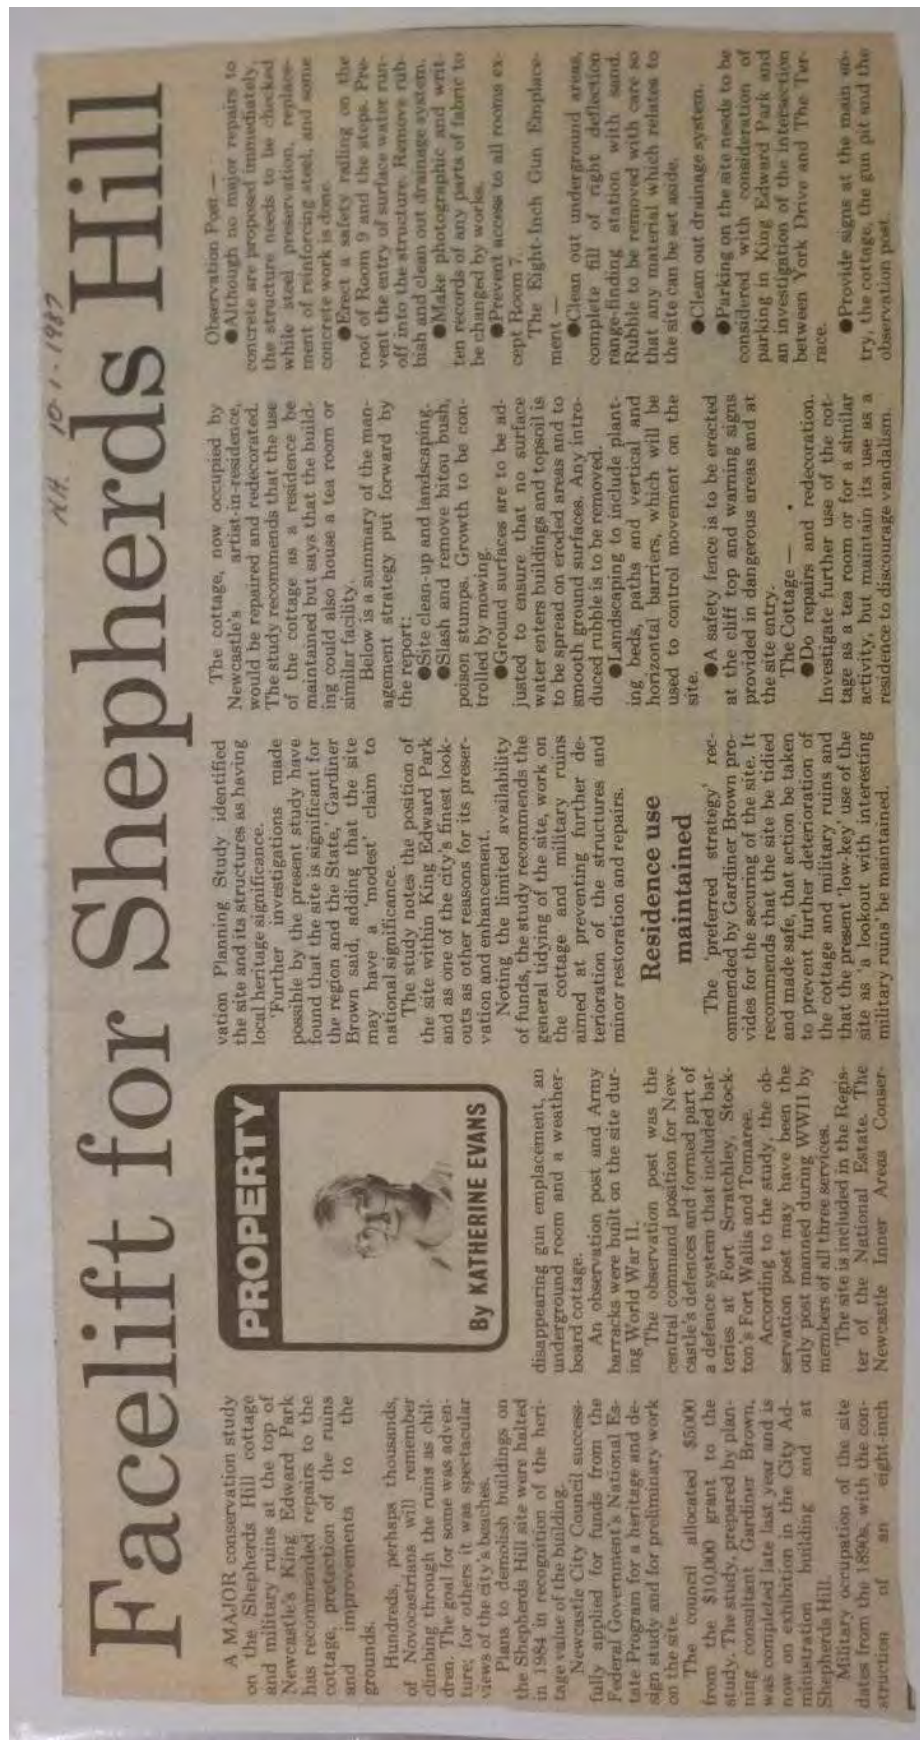 N.H. 10-1-1987
Facelift for Shepherds Hill
A MAJOR conservation study
on the Shepherds Hill cottage
and military ruins at the top of
Newcastle's King Edward Park
has recommended repairs to the
cottage, protection of the ruins
and improvements to the
grounds.
Hundreds, perhaps thousands,
of Novocastrians will remember
climbing through the ruins as chil-
dren. The goal for some was adven-
ture; for others it was spectacular
views of the city's beaches.
Plans to demolish buildings on
the Shepherds Hill site were halted
in 1984 in recognition of the heri-
tage value of the building.
Newcastle City Council success-
fully applied for funds from the
Federal Government's National Es-
tate Program for a heritage and de-
sign study and for preliminary work
on the site.
The council allocated $5000
from the $10,000 grant to the
study. The study, prepared by plan-
ning consultant Gardiner Brown,
was completed late last year and is
now on exhibition in the City Ad-
ministration building and at
Shepherds Hill.
Military occupation of the site
dates from the 1890s, with the con-
struction of an eight-inch
PROPERTY
By KATHERINE EVANS
disappearing gun emplacement, an
underground room and a weather-
board cottage.
An observation post and Army
barracks were built on the site dur-
ing World War II.
The observation post was the
central command position for New-
castle's defences and formed part of
a defence system that included bat-
teries at Fort Scratchley, Stock-
ton's Fort Wallis and Tomaree.
According to the study, the ob-
servation post may have been the
only post manned during WWII by
members of all three services.
The site is included in the Regis-
ter of the National Estate. The
Newcastle Inner Areas Conser-
vation Planning Study identified
the site and its structures as having
local heritage significance.
'Further investigations made
possible by the present study have
found that the site is significant for
the region and the State,' Gardiner
Brown said, adding that the site
may have a 'modest' claim to
national significance.
The study notes the position of
the site within King Edward Park
and as one of the city's finest look-
outs as other reasons for its preser-
vation and enhancement.
Noting the limited availability
of funds, the study recommends the
general tidying of the site, work on
the cottage and military ruins
aimed at preventing further de-
terioration of the structures and
minor restoration and repairs.
Residence use
maintained
The 'preferred strategy' rec-
ommended by Gardiner Brown pro-
vides for the securing of the site. It
recommends that the site be tidied
and made safe, that action be taken
to prevent further deterioration of
the cottage and military ruins and
that the present 'low-key use of the
site as 'a lookout with interesting
military ruins' be maintained.
The cottage, now occupied by
Newcastle's artist-in-residence,
would be repaired and redecorated.
The study recommends that the use
of the cottage as a residence be
maintained but says that the build-
ing could also house a tea room or
similar facility.
Below is a summary of the man-
agement strategy put forward by
the report:
●Site clean-up and landscaping.
●Slash and remove bitou bush,
poison stumps. Growth to be con-
trolled by mowing.
●Ground surfaces are to be ad-
justed to ensure that no surface
water enters buildings and topsoil is
to be spread on eroded areas and to
smooth ground surfaces. Any intro-
duced rubble is to be removed.
●Landscaping to include plant-
ing beds, paths and vertical and
horizontal barriers, which will be
used to control movement on the
site.
●A safety fence is to be erected
at the cliff top and warning signs
provided in dangerous areas and at
the site entry.
The Cottage —
●Do repairs and redecoration.
Investigate further use of the cot-
tage as a tea room or for a similar
activity, but maintain its use as a
residence to discourage vandalism.
Observation Post —
●Although no major repairs to
concrete are proposed immediately,
the structure needs to be checked
while steel preservation, replace-
ment of reinforcing steel, and some
concrete work is done.
●Erect a safety railing on the
roof of Room 9 and the steps. Pre-
vent the entry of surface water run-
off into the structure. Remove rub-
bish and clean out drainage system.
●Make photographic and writ-
ten records of any parts of fabric to
be changed by works.
●Prevent access to all rooms ex-
cept Room 7.
The Eight-Inch Gun Emplace-
ment —
●Clean out underground areas,
complete fill of right deflection
range-finding station with sand.
Rubble to be removed with care so
that any material which relates to
the site can be set aside.
●Clean out drainage system.
●Parking on the site needs to be
considered with consideration of
parking in King Edward Park and
an investigation of the intersection
between York Drive and The Ter-
race.
●Provide signs at the main en-
try, the cottage, the gun pit and the
observation post.